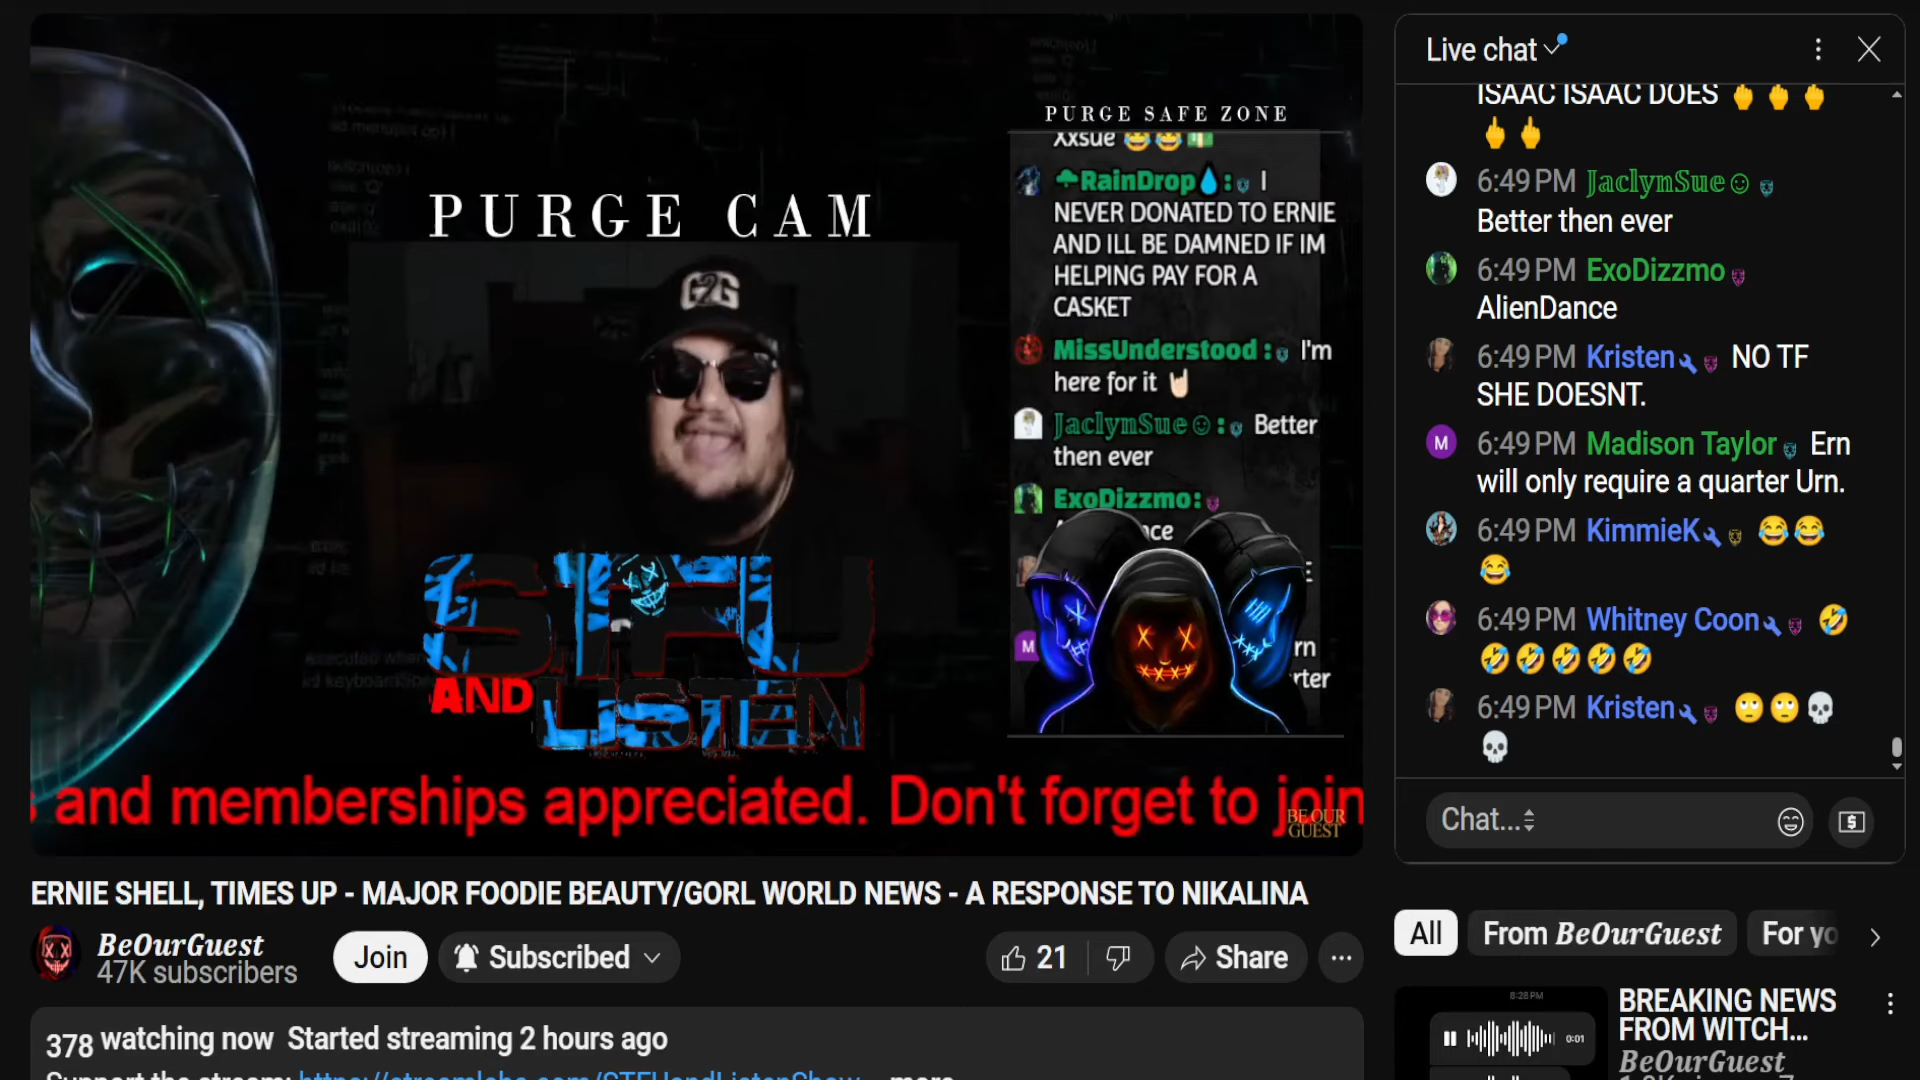 PURGE SAFE ZONE
Xxsue 😂😂💵
RainDrop💧: I
NEVER DONATED TO ERNIE
AND ILL BE DAMNED IF IM
HELPING PAY FOR A
CASKET
MissUnderstood : I'm
here for it 🤘🏻
JaclynSue☺: Better
then ever
ExoDizzmo:
rn
rter
PURGE CAM
G2G
STFU
AND LISTEN
and memberships appreciated. Don't forget to join
BE OUR
GUEST
ERNIE SHELL, TIMES UP - MAJOR FOODIE BEAUTY/GORL WORLD NEWS - A RESPONSE TO NIKALINA
BeOurGuest
47K subscribers
Join
Subscribed
21
Share
378 watching now Started streaming 2 hours ago
Support the stream: https://streamlabs.com/STFUandListenShow ...more
Live chat
ISAAC ISAAC DOES 🖕🖕🖕
🖕🖕
6:49 PM JaclynSue☺
Better then ever
6:49 PM ExoDizzmo
AlienDance
6:49 PM Kristen NO TF
SHE DOESNT.
M 6:49 PM Madison Taylor Ern
will only require a quarter Urn.
6:49 PM KimmieK 😂😂
😂
6:49 PM Whitney Coon 🤣
🤣🤣🤣🤣🤣
6:49 PM Kristen 🙄🙄💀
💀
Chat...
All
From BeOurGuest
For yo
8:28 PM
0:01
BREAKING NEWS
FROM WITCH...
BeOurGuest